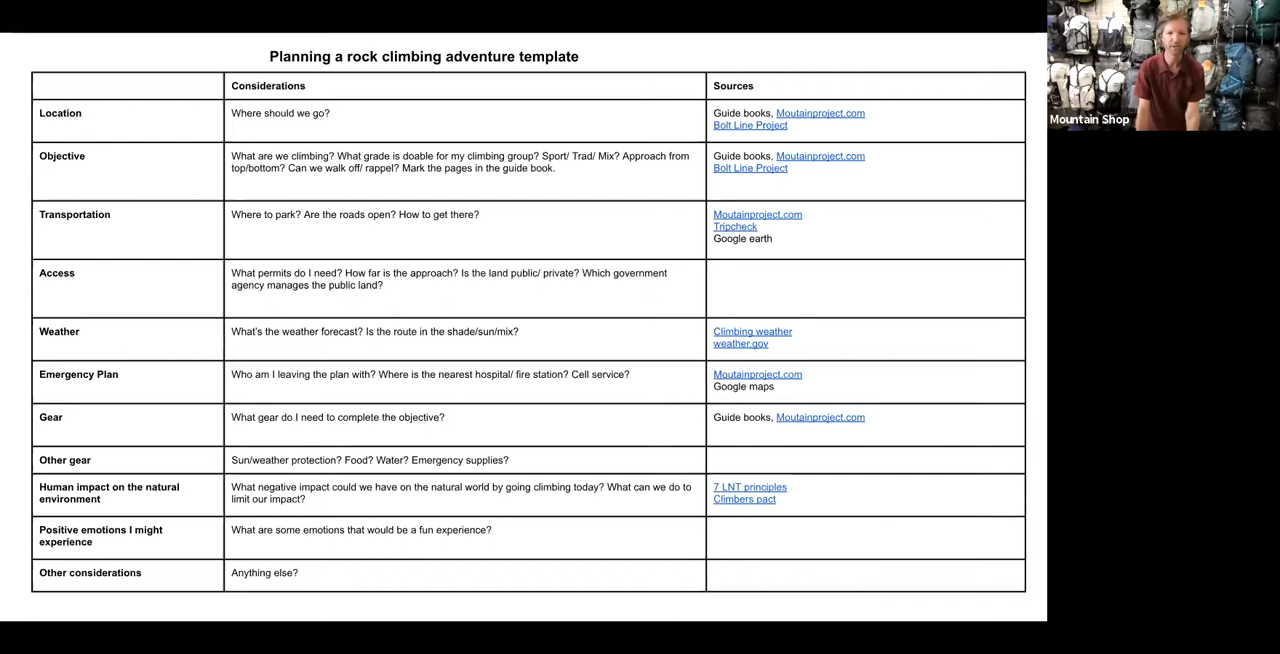 Planning a rock climbing adventure template
Considerations
Sources
Location
Where should we go?
Guide books, Moutainproject.com
Bolt Line Project
Objective
What are we climbing? What grade is doable for my climbing group? Sport/ Trad/ Mix? Approach from
top/bottom? Can we walk off/ rappel? Mark the pages in the guide book.
Guide books, Moutainproject.com
Bolt Line Project
Transportation
Where to park? Are the roads open? How to get there?
Moutainproject.com
Tripcheck
Google earth
Access
What permits do I need? How far is the approach? Is the land public/ private? Which government
agency manages the public land?
Weather
What's the weather forecast? Is the route in the shade/sun/mix?
Climbing weather
weather.gov
Emergency Plan
Who am I leaving the plan with? Where is the nearest hospital/ fire station? Cell service?
Moutainproject.com
Google maps
Gear
What gear do I need to complete the objective?
Guide books, Moutainproject.com
Other gear
Sun/weather protection? Food? Water? Emergency supplies?
Human impact on the natural
environment
What negative impact could we have on the natural world by going climbing today? What can we do to
limit our impact?
7 LNT principles
Climbers pact
Positive emotions I might
experience
What are some emotions that would be a fun experience?
Other considerations
Anything else?
Mountain Shop